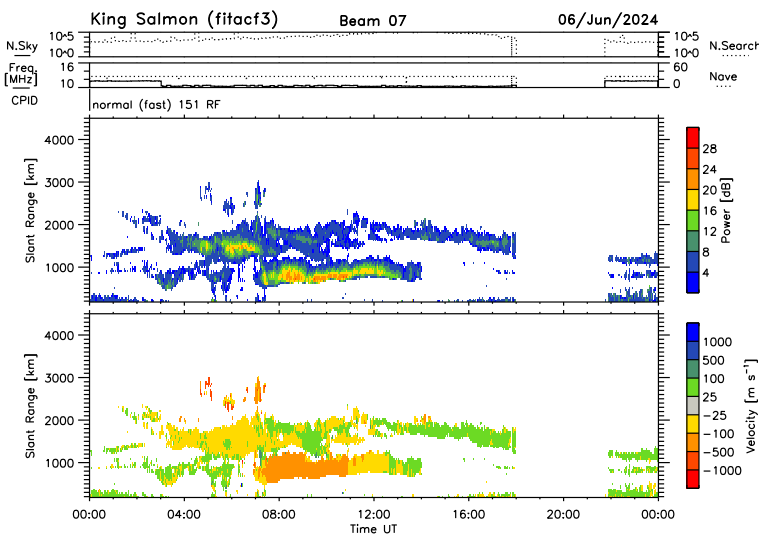 King Salmon (fitacf3) Beam 07 06/Jun/2024
N.Sky 10^5 10^0 10^5 10^0 N.Search
Freq. [MHz] 16 10 60 0 Nave
CPID normal (fast) 151 RF
Slant Range [km] 4000 3000 2000 1000
Power [dB] 28 24 20 16 12 8 4
Slant Range [km] 4000 3000 2000 1000
Velocity [m s⁻¹] 1000 500 100 25 −25 −100 −500 −1000
00:00 04:00 08:00 12:00 16:00 20:00 00:00
Time UT